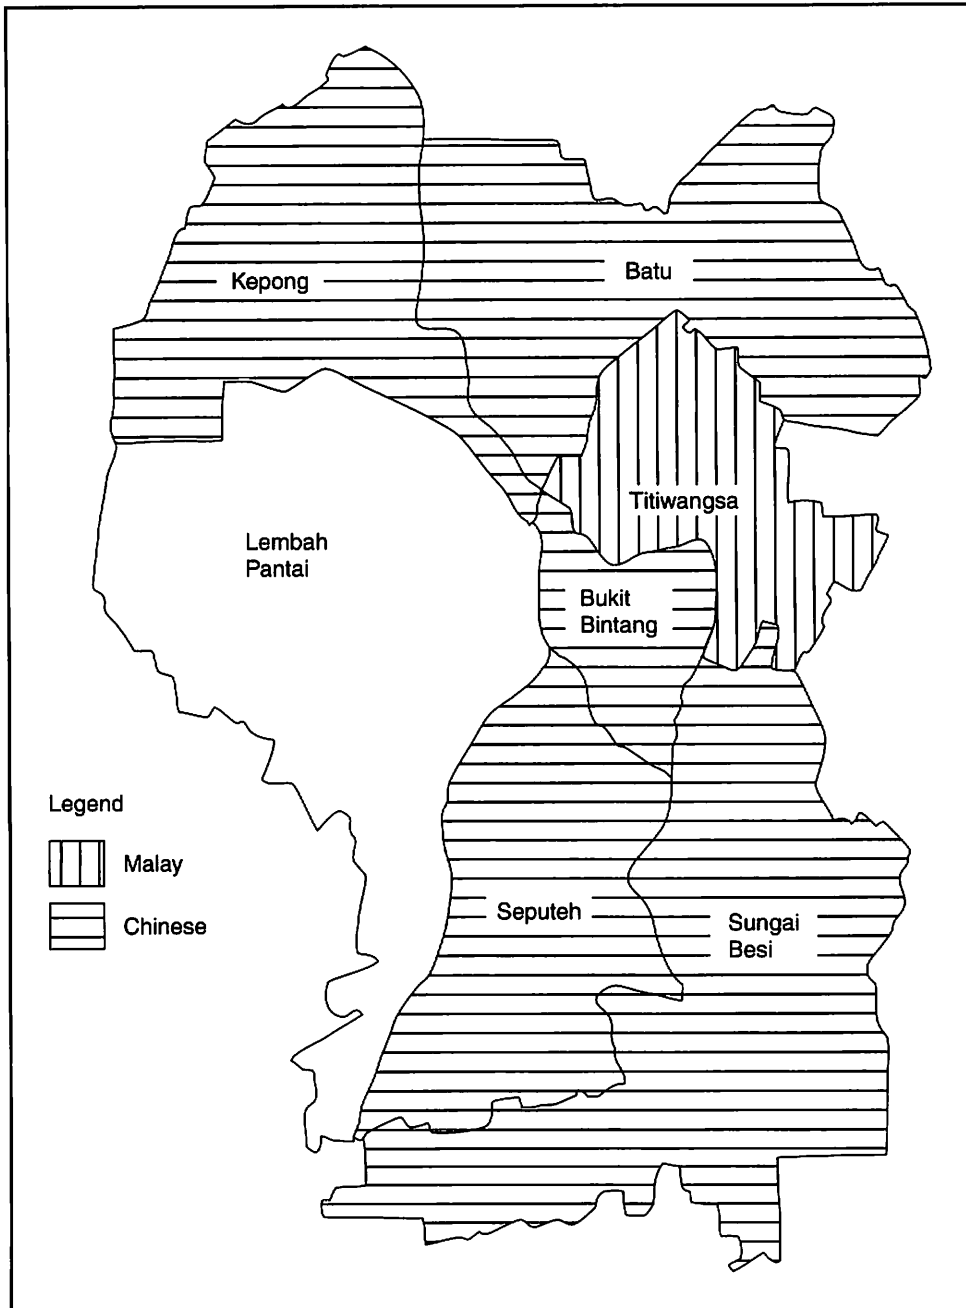 Kepong
Batu
Titiwangsa
Lembah
Pantai
Bukit
Bintang
Legend
Malay
Chinese
Seputeh
Sungai
Besi